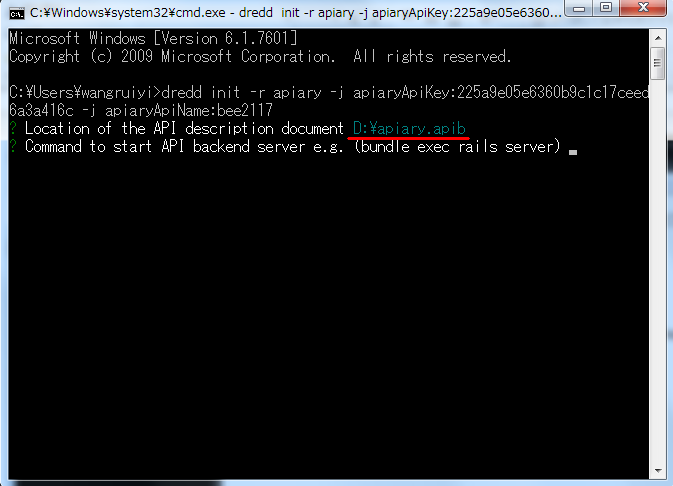 C:¥Windows¥system32¥cmd.exe - dredd  init -r apiary -j apiaryApiKey:225a9e05e6360...
Microsoft Windows [Version 6.1.7601]
Copyright (c) 2009 Microsoft Corporation.  All rights reserved.
C:¥Users¥wangruiyi>dredd init -r apiary -j apiaryApiKey:225a9e05e6360b9c1c17ceed
6a3a416c -j apiaryApiName:bee2117
? Location of the API description document D:¥apiary.apib
? Command to start API backend server e.g. (bundle exec rails server)